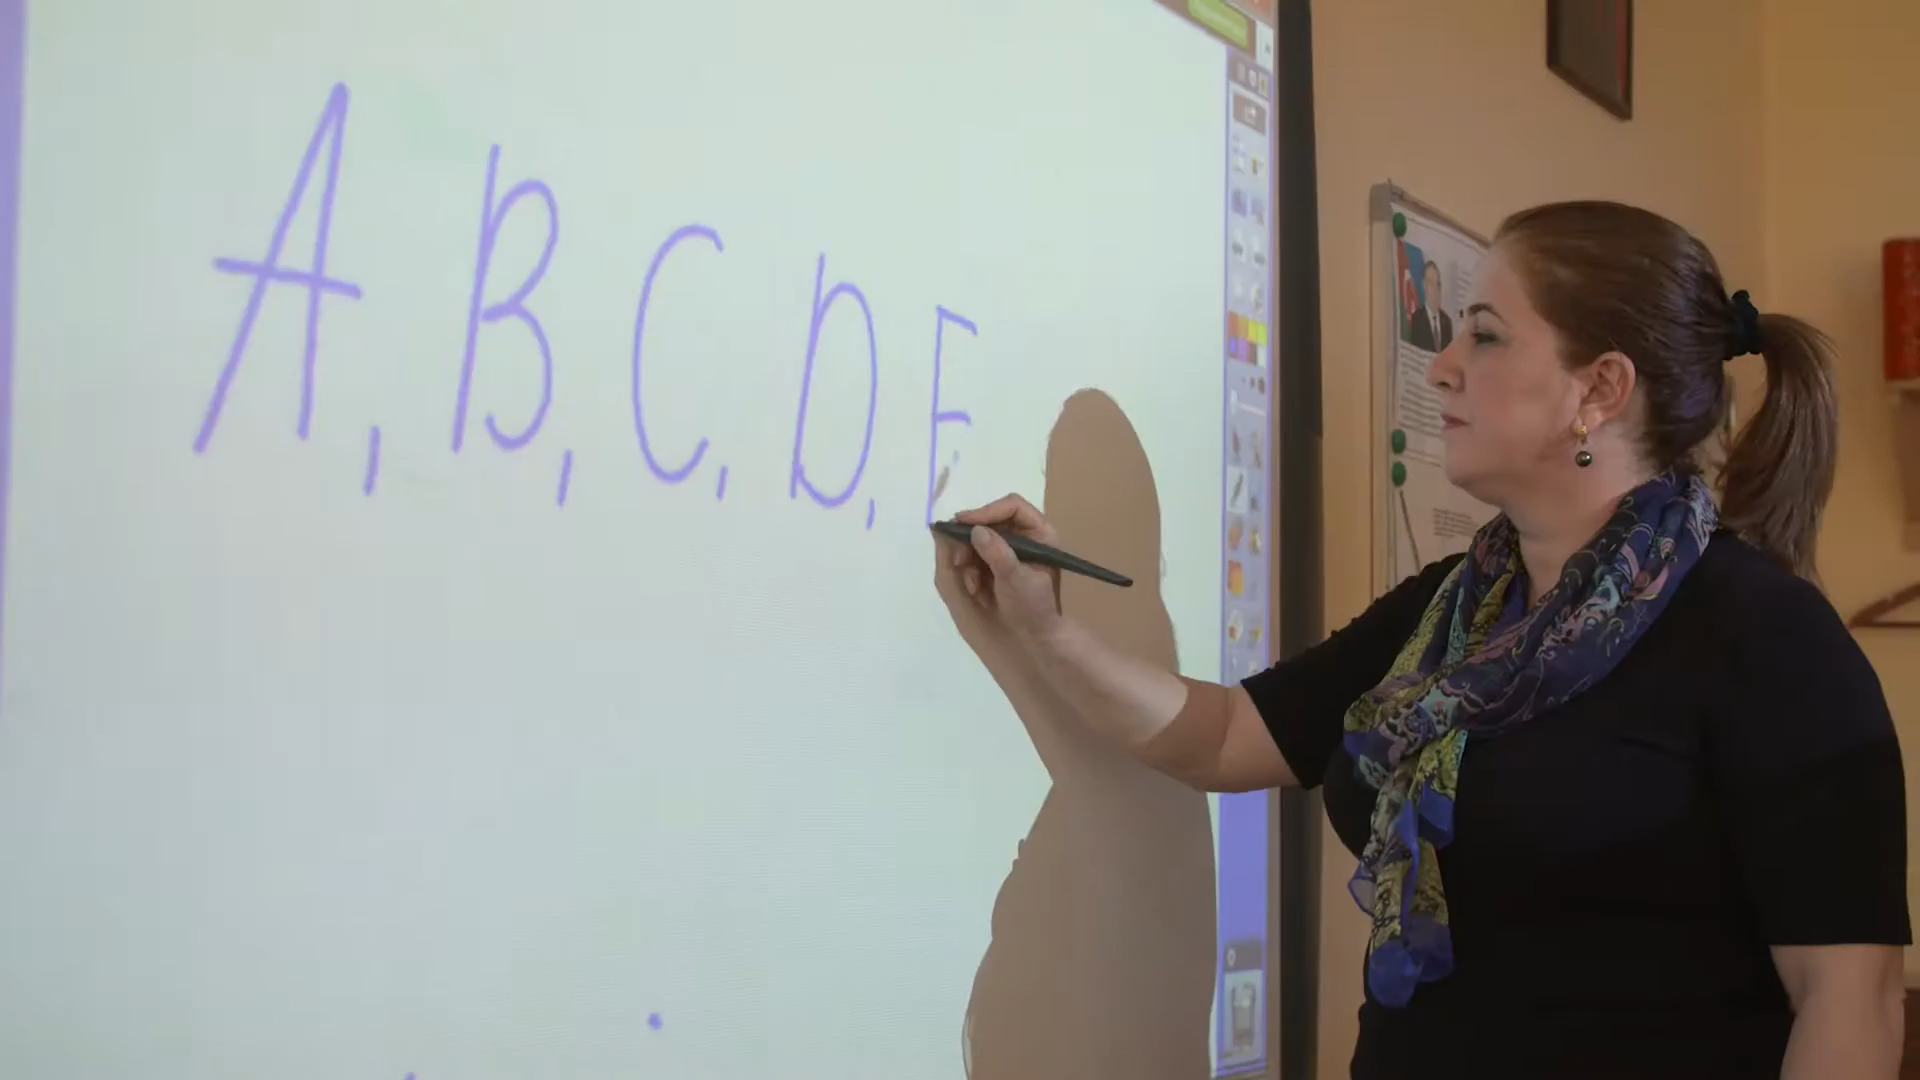 A, B, C, D, E